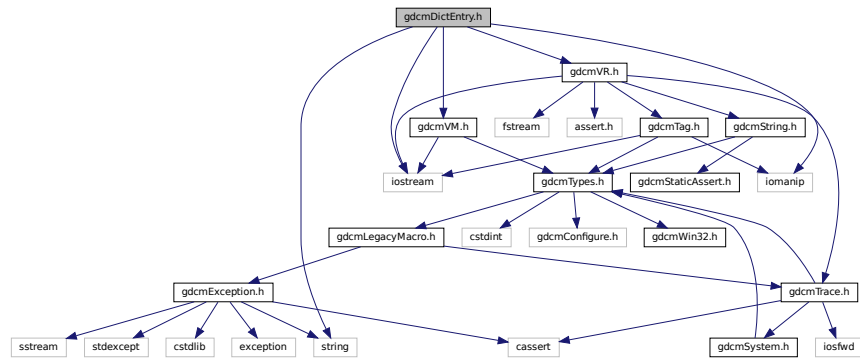 gdcmDictEntry.h
gdcmVR.h
gdcmVM.h
fstream
assert.h
gdcmTag.h
gdcmString.h
iostream
gdcmTypes.h
gdcmStaticAssert.h
iomanip
gdcmLegacyMacro.h
cstdint
gdcmConfigure.h
gdcmWin32.h
gdcmException.h
gdcmTrace.h
sstream
stdexcept
cstdlib
exception
string
cassert
gdcmSystem.h
iosfwd